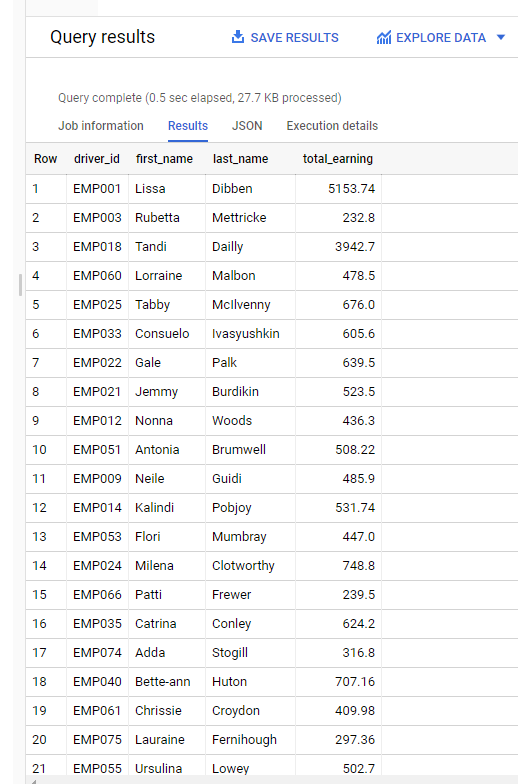 Query results SAVE RESULTS EXPLORE DATA
Query complete (0.5 sec elapsed, 27.7 KB processed)
Job information Results JSON Execution details
Row driver_id first_name last_name total_earning
1 EMP001 Lissa Dibben 5153.74
2 EMP003 Rubetta Mettricke 232.8
3 EMP018 Tandi Dailly 3942.7
4 EMP060 Lorraine Malbon 478.5
5 EMP025 Tabby McIlvenny 676.0
6 EMP033 Consuelo Ivasyushkin 605.6
7 EMP022 Gale Palk 639.5
8 EMP021 Jemmy Burdikin 523.5
9 EMP012 Nonna Woods 436.3
10 EMP051 Antonia Brumwell 508.22
11 EMP009 Neile Guidi 485.9
12 EMP014 Kalindi Pobjoy 531.74
13 EMP053 Flori Mumbray 447.0
14 EMP024 Milena Clotworthy 748.8
15 EMP066 Patti Frewer 239.5
16 EMP035 Catrina Conley 624.2
17 EMP074 Adda Stogill 316.8
18 EMP040 Bette-ann Huton 707.16
19 EMP061 Chrissie Croydon 409.98
20 EMP075 Lauraine Fernihough 297.36
21 EMP055 Ursulina Lowey 502.7